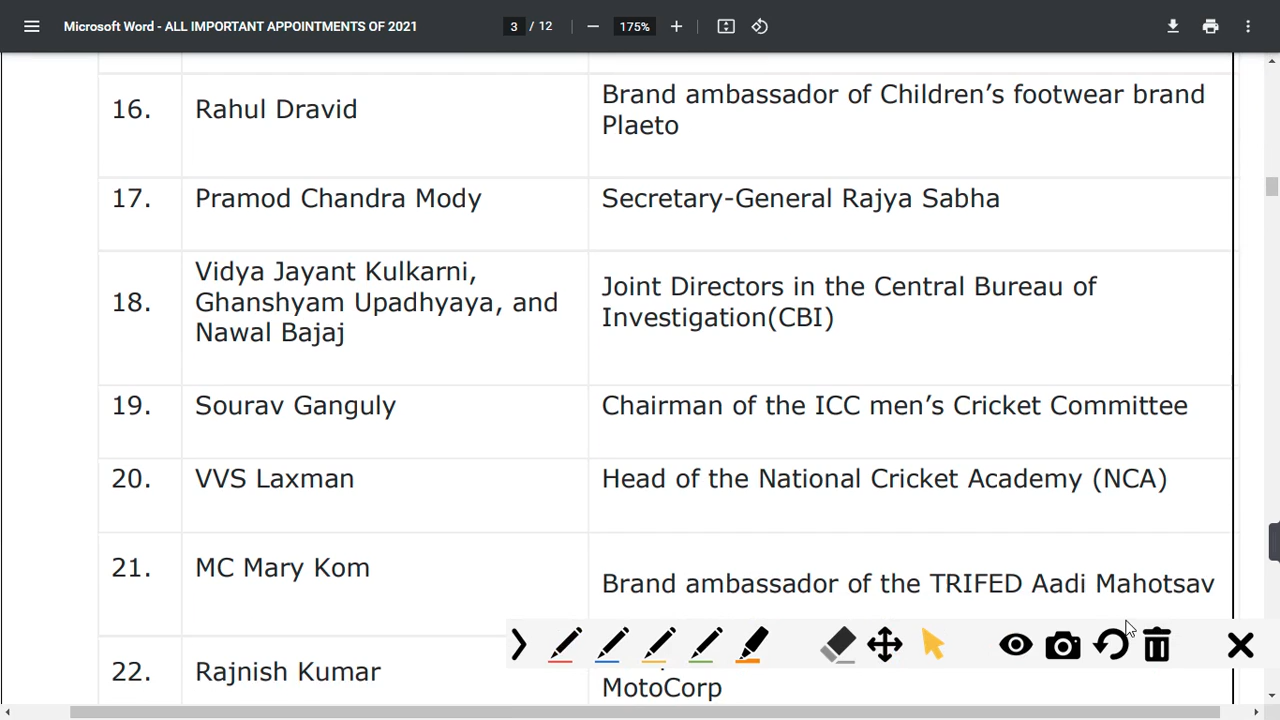 Microsoft Word - ALL IMPORTANT APPOINTMENTS OF 2021
3 / 12
175%
16.
Rahul Dravid
Brand ambassador of Children’s footwear brand
Plaeto
17.
Pramod Chandra Mody
Secretary-General Rajya Sabha
18.
Vidya Jayant Kulkarni,
Ghanshyam Upadhyaya, and
Nawal Bajaj
Joint Directors in the Central Bureau of
Investigation(CBI)
19.
Sourav Ganguly
Chairman of the ICC men’s Cricket Committee
20.
VVS Laxman
Head of the National Cricket Academy (NCA)
21.
MC Mary Kom
Brand ambassador of the TRIFED Aadi Mahotsav
22.
Rajnish Kumar
MotoCorp